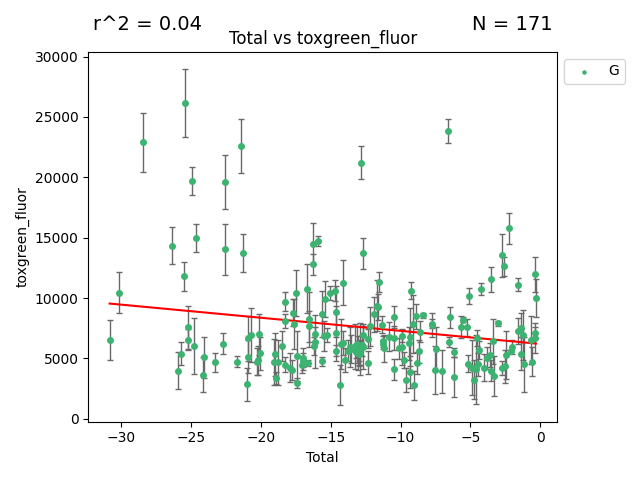 r^2 = 0.04
N = 171
Total vs toxgreen_fluor
G
30000
25000
20000
15000
10000
5000
0
toxgreen_fluor
−30 −25 −20 −15 −10 −5 0
Total